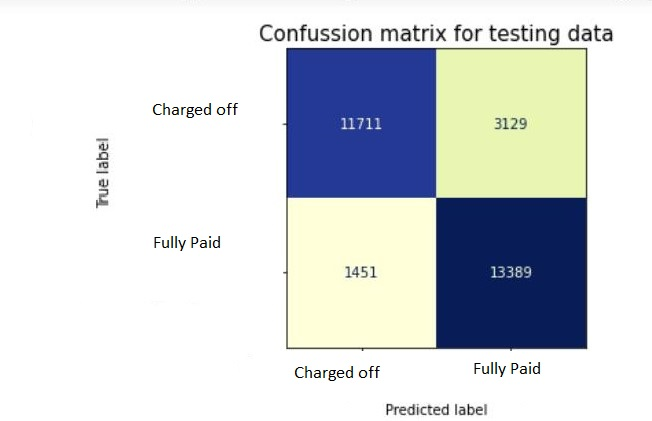 Confussion matrix for testing data
Charged off
11711
3129
True label
Fully Paid
1451
13389
Charged off
Fully Paid
Predicted label